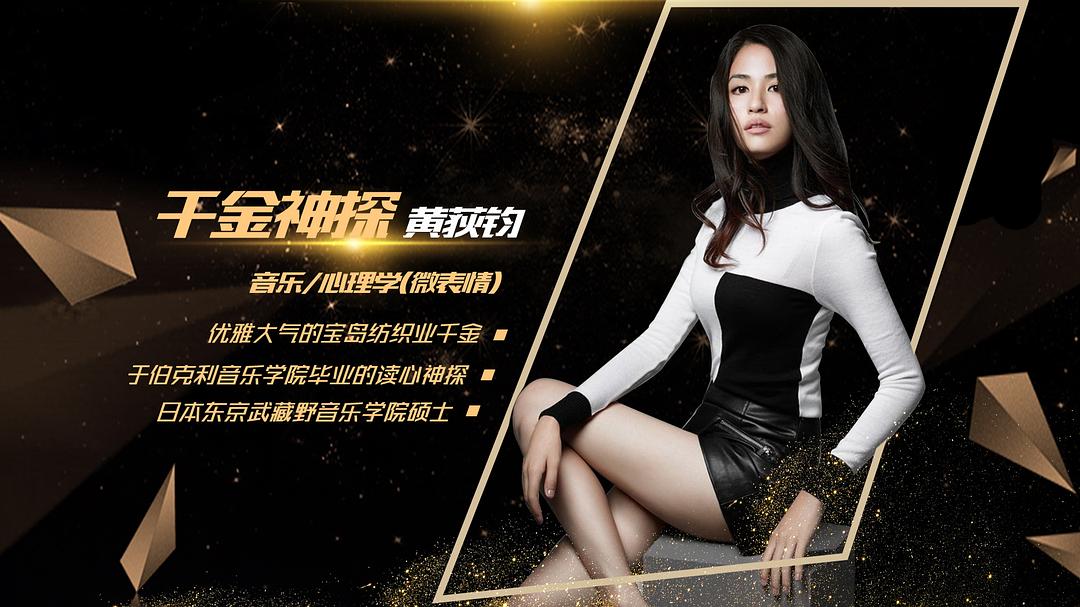 千金神探 黄荻钧
音乐/心理学(微表情)
优雅大气的宝岛纺织业千金
于伯克利音乐学院毕业的读心神探
日本东京武藏野音乐学院硕士